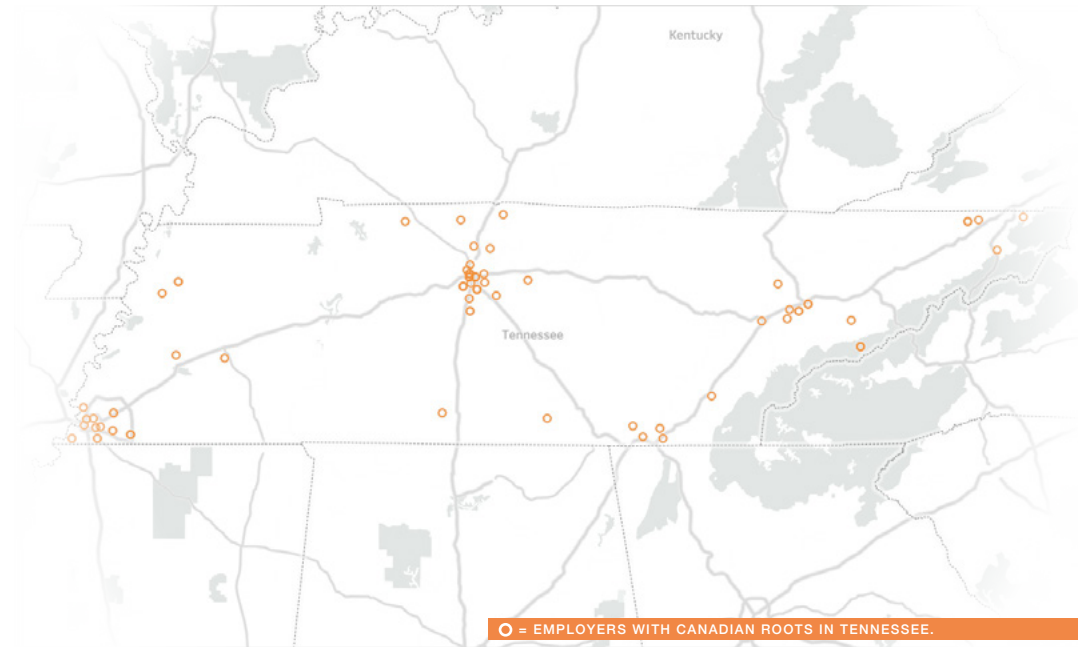 Kentucky
Tennessee
= EMPLOYERS WITH CANADIAN ROOTS IN TENNESSEE.